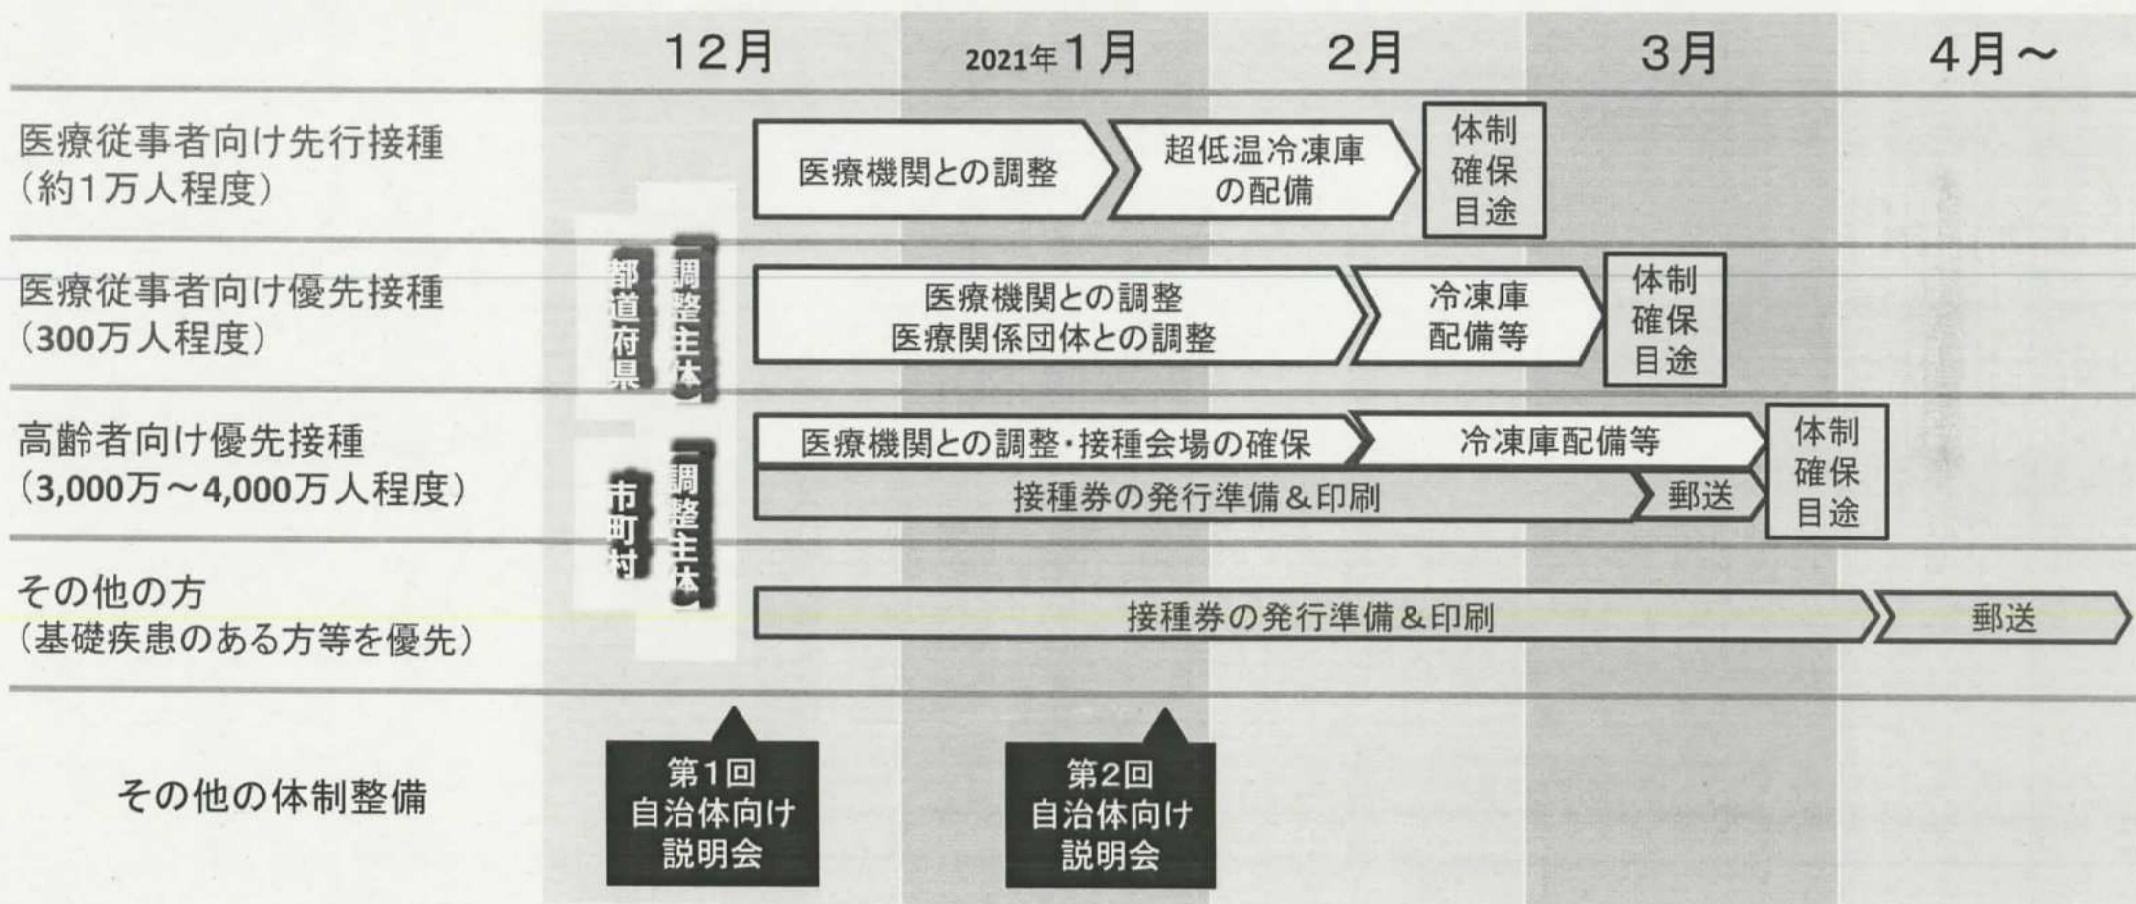 12月
2021年1月
2月
3月
4月～
医療従事者向け先行接種
（約1万人程度）
医療機関との調整
超低温冷凍庫
の配備
体制
確保
目途
医療従事者向け優先接種
（300万人程度）
医療機関との調整
医療関係団体との調整
冷凍庫
配備等
体制
確保
目途
調整主体
都道府県
高齢者向け優先接種
（3,000万～4,000万人程度）
医療機関との調整・接種会場の確保
冷凍庫配備等
接種券の発行準備＆印刷
郵送
体制
確保
目途
調整主体
市町村
その他の方
（基礎疾患のある方等を優先）
接種券の発行準備＆印刷
郵送
その他の体制整備
第1回
自治体向け
説明会
第2回
自治体向け
説明会